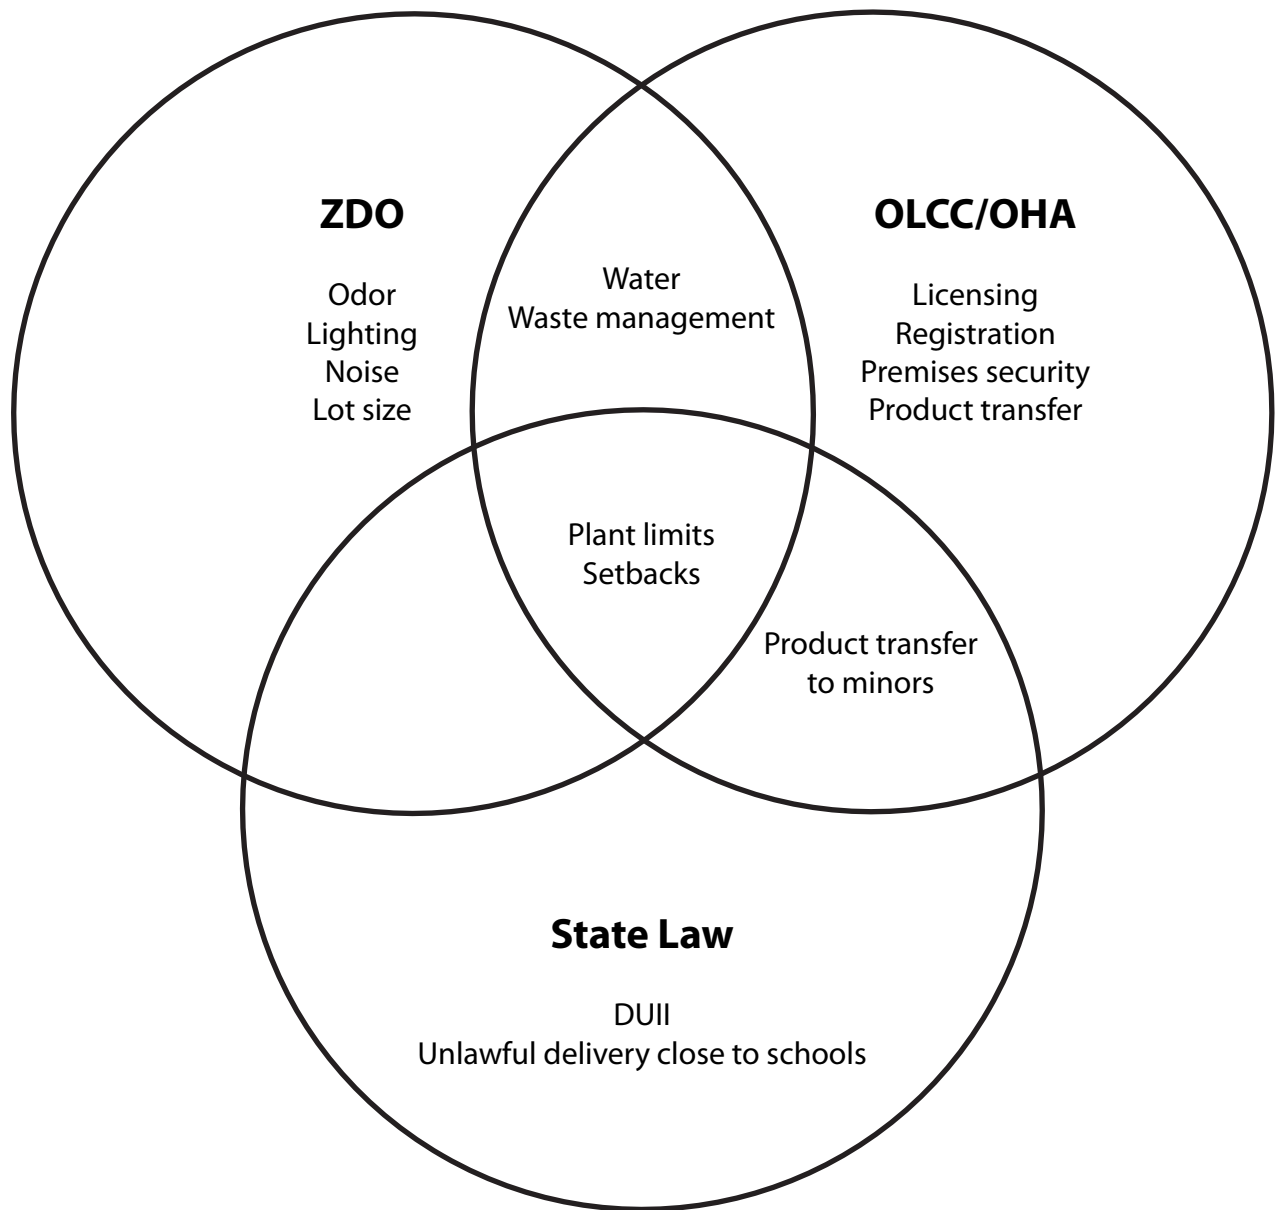 ZDO
Odor
Lighting
Noise
Lot size
Water
Waste management
OLCC/OHA
Licensing
Registration
Premises security
Product transfer
Plant limits
Setbacks
Product transfer
to minors
State Law
DUII
Unlawful delivery close to schools